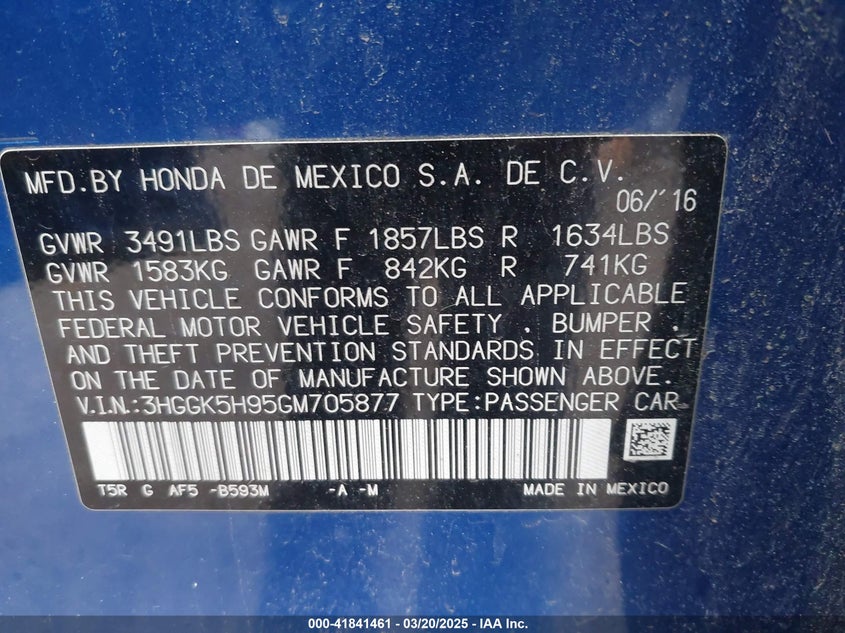 MFD.BY HONDA DE MEXICO S.A. DE C.V.
06/'16
GVWR 3491LBS GAWR F 1857LBS R 1634LBS
GVWR 1583KG GAWR F 842KG R 741KG
THIS VEHICLE CONFORMS TO ALL APPLICABLE
FEDERAL MOTOR VEHICLE SAFETY , BUMPER ,
AND THEFT PREVENTION STANDARDS IN EFFECT
ON THE DATE OF MANUFACTURE SHOWN ABOVE.
V.I.N.:3HGGK5H95GM705877 TYPE:PASSENGER CAR
T5R G AF5 -B593M -A -M MADE IN MEXICO
000-41841461 - 03/20/2025 - IAA Inc.